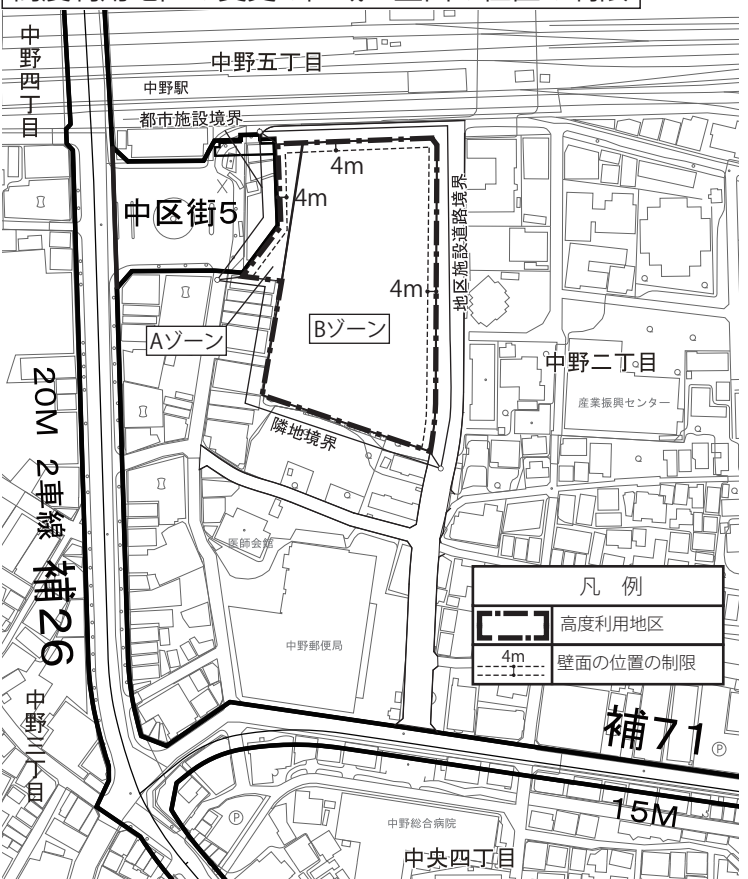 中野四丁目
中野五丁目
中野駅
都市施設境界
4m
4m
中区街5
地区施設道路境界
4m
Aゾーン
Bゾーン
中野二丁目
産業振興センター
20M 2車線 補26
隣地境界
医師会館
中野郵便局
凡 例
高度利用地区
4m
壁面の位置の制限
中野三丁目
補71
P
15M
P
中野総合病院
中央四丁目